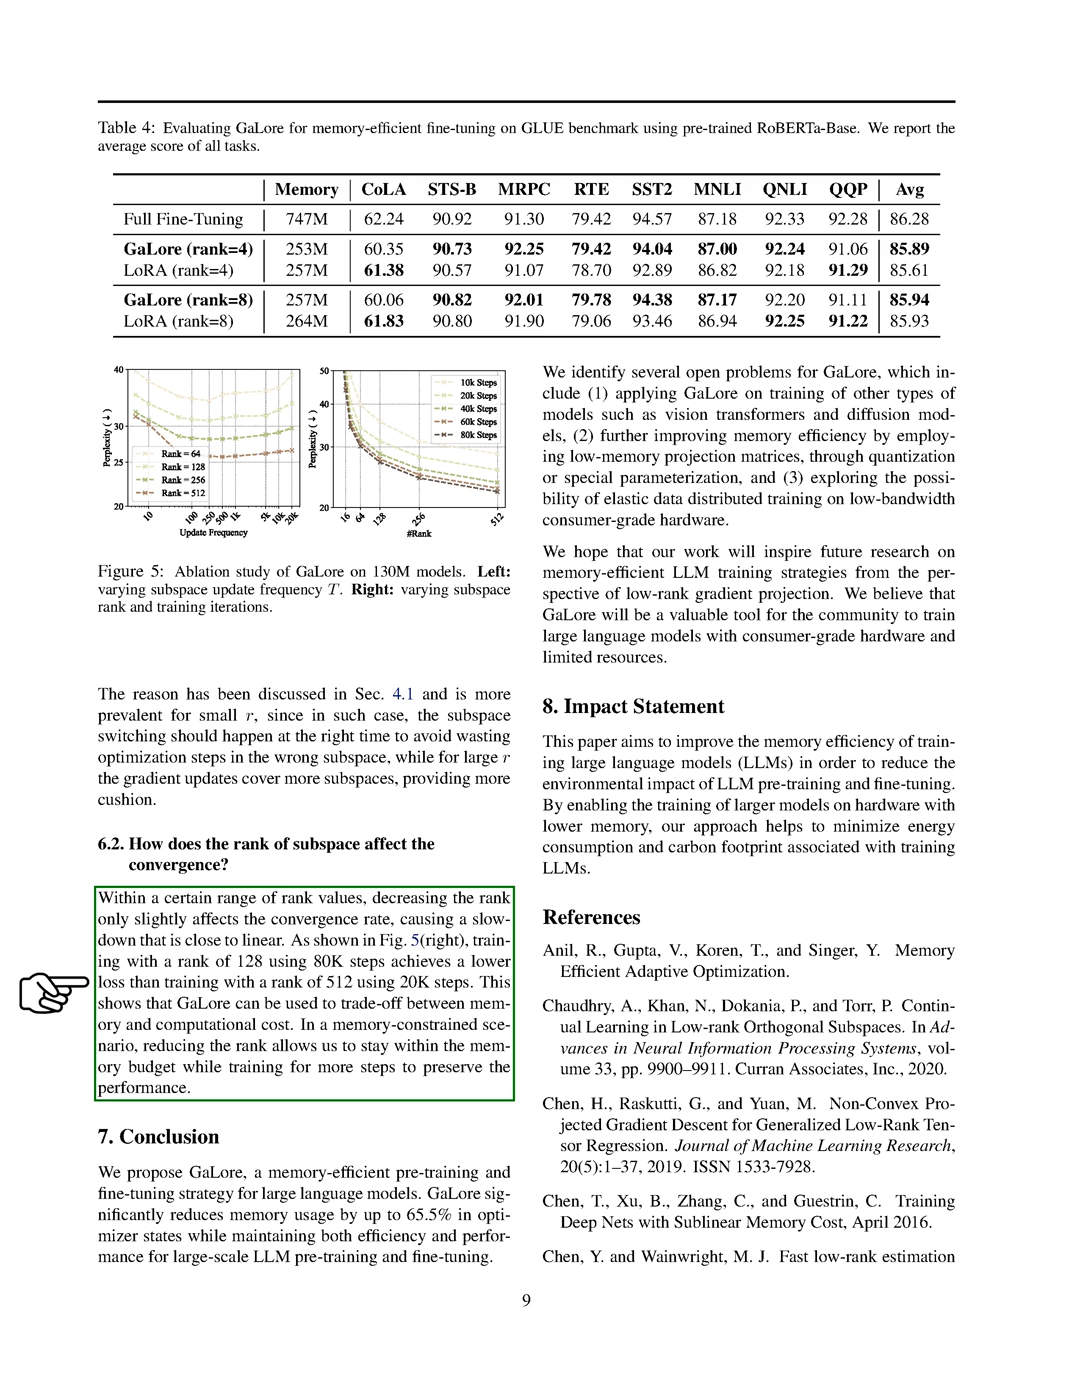 Table 4: Evaluating GaLore for memory-efficient fine-tuning on GLUE benchmark using pre-trained RoBERTa-Base. We report the
average score of all tasks.
Memory CoLA STS-B MRPC RTE SST2 MNLI QNLI QQP Avg
Full Fine-Tuning 747M 62.24 90.92 91.30 79.42 94.57 87.18 92.33 92.28 86.28
GaLore (rank=4) 253M 60.35 90.73 92.25 79.42 94.04 87.00 92.24 91.06 85.89
LoRA (rank=4) 257M 61.38 90.57 91.07 78.70 92.89 86.82 92.18 91.29 85.61
GaLore (rank=8) 257M 60.06 90.82 92.01 79.78 94.38 87.17 92.20 91.11 85.94
LoRA (rank=8) 264M 61.83 90.80 91.90 79.06 93.46 86.94 92.25 91.22 85.93
40
30
25
20
Perplexity (↓)
Rank = 64
Rank = 128
Rank = 256
Rank = 512
10 100 250 500 1k 5k 10k 20k
Update Frequency
50
40
30
20
Perplexity (↓)
10k Steps
20k Steps
40k Steps
60k Steps
80k Steps
16 64 128 256 512
#Rank
Figure 5: Ablation study of GaLore on 130M models. Left:
varying subspace update frequency T. Right: varying subspace
rank and training iterations.
The reason has been discussed in Sec. 4.1 and is more
prevalent for small r, since in such case, the subspace
switching should happen at the right time to avoid wasting
optimization steps in the wrong subspace, while for large r
the gradient updates cover more subspaces, providing more
cushion.
6.2. How does the rank of subspace affect the
convergence?
Within a certain range of rank values, decreasing the rank
only slightly affects the convergence rate, causing a slow-
down that is close to linear. As shown in Fig. 5(right), train-
ing with a rank of 128 using 80K steps achieves a lower
loss than training with a rank of 512 using 20K steps. This
shows that GaLore can be used to trade-off between mem-
ory and computational cost. In a memory-constrained sce-
nario, reducing the rank allows us to stay within the mem-
ory budget while training for more steps to preserve the
performance.
7. Conclusion
We propose GaLore, a memory-efficient pre-training and
fine-tuning strategy for large language models. GaLore sig-
nificantly reduces memory usage by up to 65.5% in opti-
mizer states while maintaining both efficiency and perfor-
mance for large-scale LLM pre-training and fine-tuning.
We identify several open problems for GaLore, which in-
clude (1) applying GaLore on training of other types of
models such as vision transformers and diffusion mod-
els, (2) further improving memory efficiency by employ-
ing low-memory projection matrices, through quantization
or special parameterization, and (3) exploring the possi-
bility of elastic data distributed training on low-bandwidth
consumer-grade hardware.
We hope that our work will inspire future research on
memory-efficient LLM training strategies from the per-
spective of low-rank gradient projection. We believe that
GaLore will be a valuable tool for the community to train
large language models with consumer-grade hardware and
limited resources.
8. Impact Statement
This paper aims to improve the memory efficiency of train-
ing large language models (LLMs) in order to reduce the
environmental impact of LLM pre-training and fine-tuning.
By enabling the training of larger models on hardware with
lower memory, our approach helps to minimize energy
consumption and carbon footprint associated with training
LLMs.
References
Anil, R., Gupta, V., Koren, T., and Singer, Y. Memory
Efficient Adaptive Optimization.
Chaudhry, A., Khan, N., Dokania, P., and Torr, P. Contin-
ual Learning in Low-rank Orthogonal Subspaces. In Ad-
vances in Neural Information Processing Systems, vol-
ume 33, pp. 9900–9911. Curran Associates, Inc., 2020.
Chen, H., Raskutti, G., and Yuan, M. Non-Convex Pro-
jected Gradient Descent for Generalized Low-Rank Ten-
sor Regression. Journal of Machine Learning Research,
20(5):1–37, 2019. ISSN 1533-7928.
Chen, T., Xu, B., Zhang, C., and Guestrin, C. Training
Deep Nets with Sublinear Memory Cost, April 2016.
Chen, Y. and Wainwright, M. J. Fast low-rank estimation
9